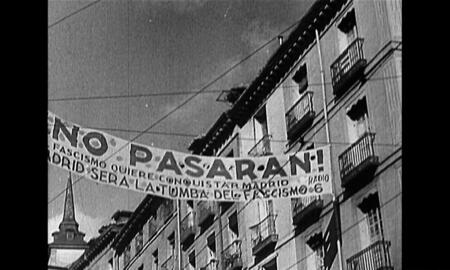 ¡NO PASARAN!
EL FASCISMO QUIERE CONQUISTAR MADRID
MADRID SERA LA TUMBA DEL FASCISMO
RADIO 6